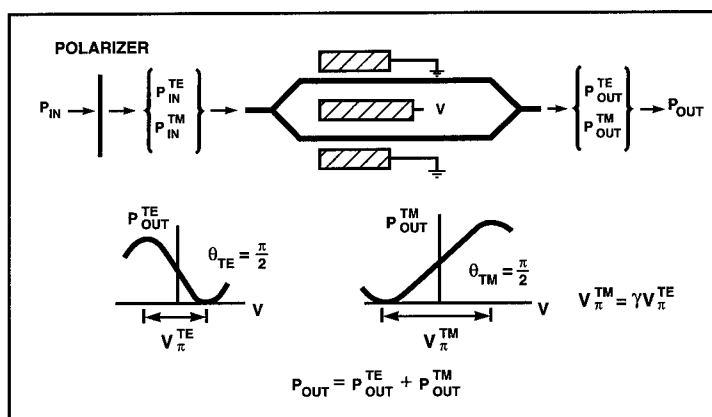 POLARIZER
P_IN
P_IN^TE
P_IN^TM
V
P_OUT^TE
P_OUT^TM
P_OUT
P_OUT^TE
θ_TE = π/2
V
V_π^TE
P_OUT^TM
θ_TM = π/2
V
V_π^TM
V_π^TM = γV_π^TE
P_OUT = P_OUT^TE + P_OUT^TM